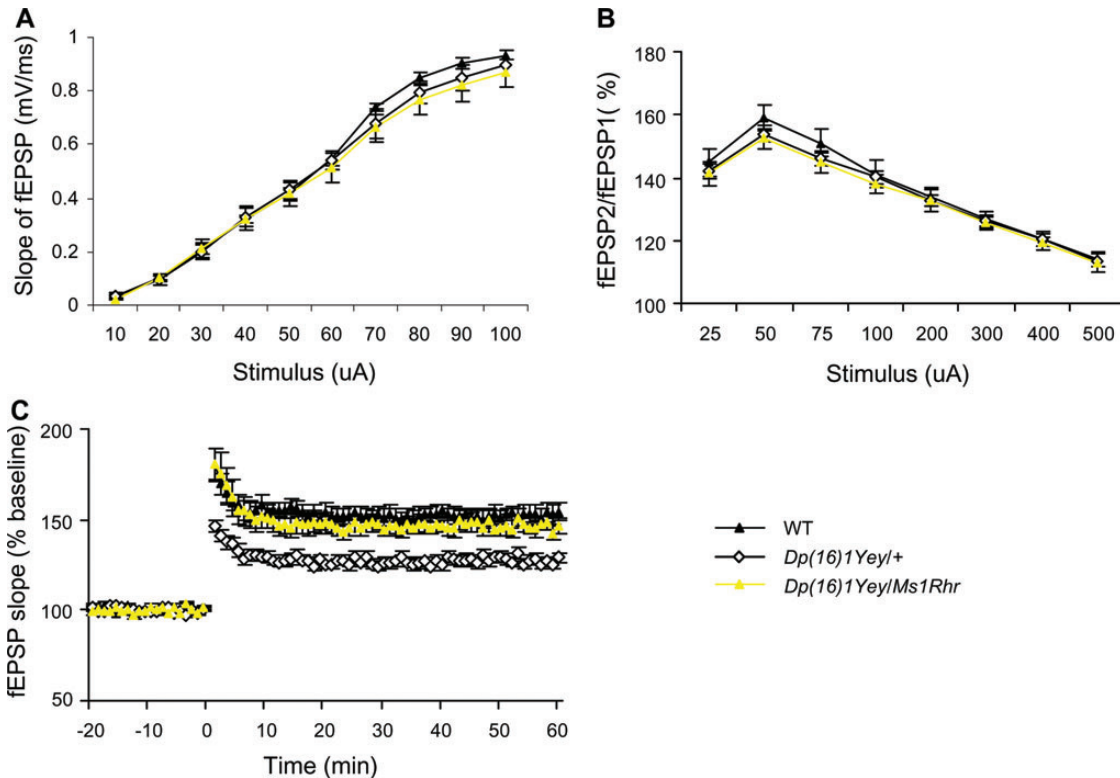 A
Slope of fEPSP (mV/ms)
1
0.8
0.6
0.4
0.2
0
10 20 30 40 50 60 70 80 90 100
Stimulus (uA)
B
fEPSP2/fEPSP1( %)
180
160
140
120
100
25 50 75 100 200 300 400 500
Stimulus (uA)
C
fEPSP slope (% baseline)
200
150
100
50
-20 -10 0 10 20 30 40 50 60
Time (min)
WT
Dp(16)1Yey/+
Dp(16)1Yey/Ms1Rhr